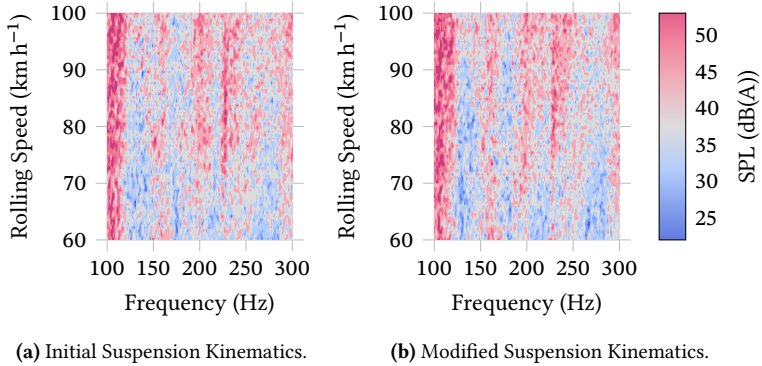 100
90
80
70
60
Rolling Speed (km h⁻¹)
100 150 200 250 300
Frequency (Hz)
(a) Initial Suspension Kinematics.
100
90
80
70
60
Rolling Speed (km h⁻¹)
100 150 200 250 300
Frequency (Hz)
(b) Modified Suspension Kinematics.
50
45
40
35
30
25
SPL (dB(A))